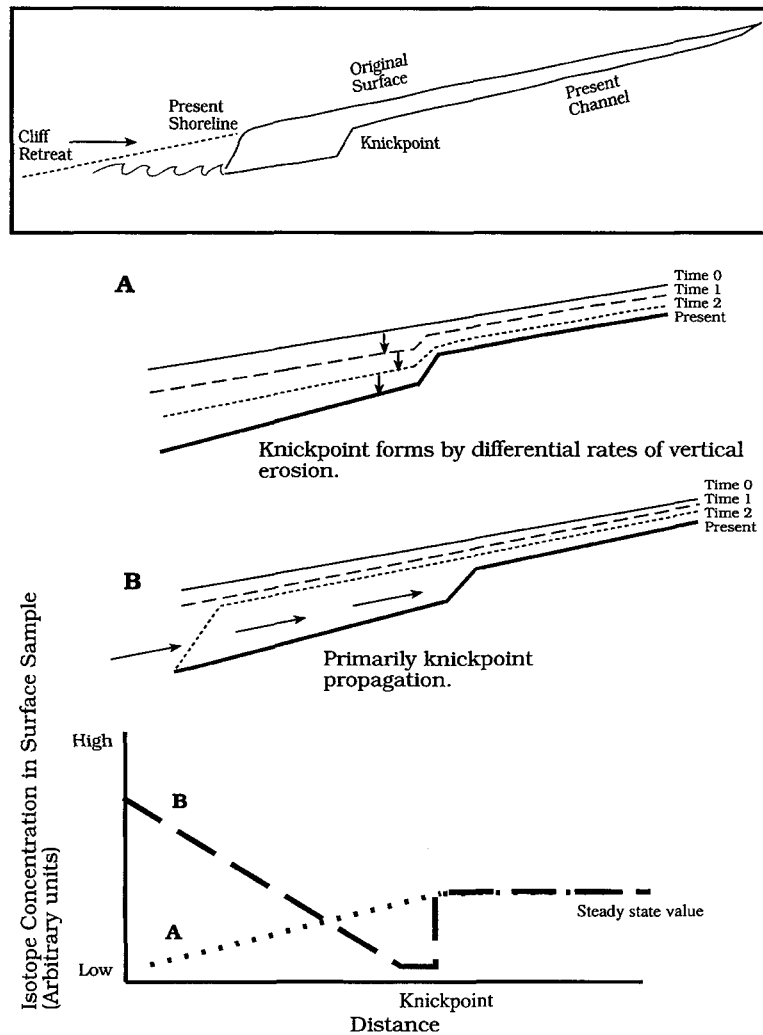 Original
Surface
Present
Shoreline
Present
Channel
Cliff
Retreat
Knickpoint
A
Time 0
Time 1
Time 2
Present
Knickpoint forms by differential rates of vertical
erosion.
Time 0
Time 1
Time 2
Present
B
Primarily knickpoint
propagation.
Isotope Concentration in Surface Sample
(Arbitrary units)
High
B
A
Steady state value
Low
Knickpoint
Distance